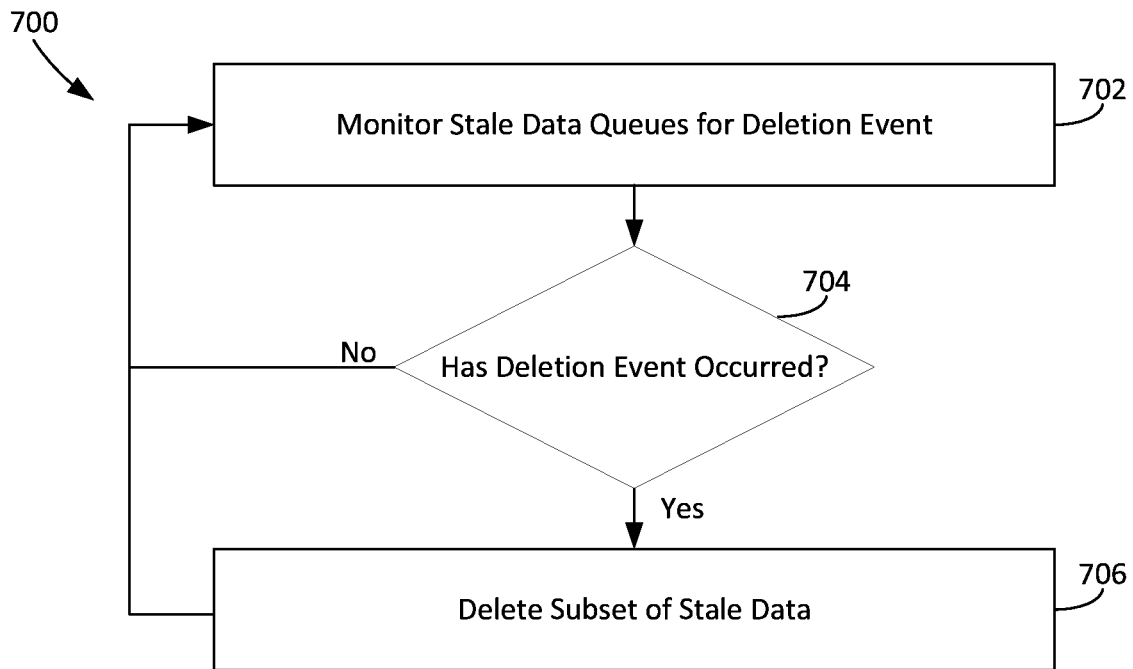 700
Monitor Stale Data Queues for Deletion Event
702
704
Has Deletion Event Occurred?
No
Yes
Delete Subset of Stale Data
706